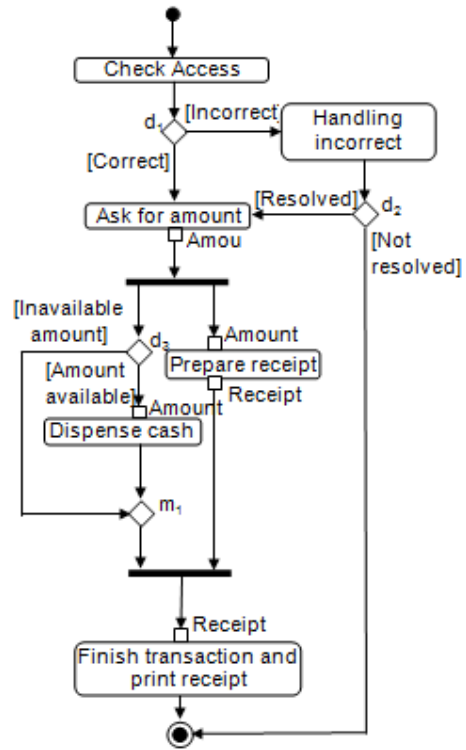 Check Access
d₁
[Incorrect]
Handling
incorrect
[Correct]
[Resolved]
d₂
Ask for amount
Amou
[Not
resolved]
[Inavailable
amount]
d₃
Amount
[Amount
available]
Prepare receipt
Amount
Receipt
Dispense cash
m₁
Receipt
Finish transaction and
print receipt